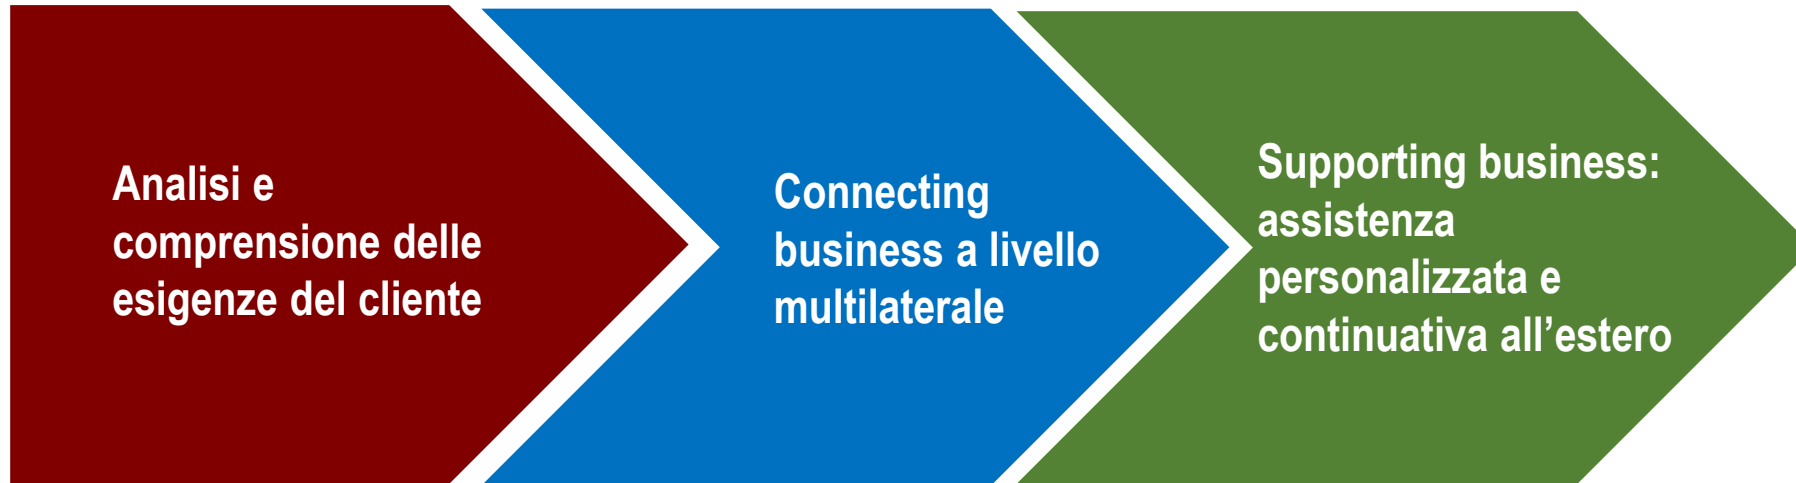 Analisi e
comprensione delle
esigenze del cliente
Connecting
business a livello
multilaterale
Supporting business:
assistenza
personalizzata e
continuativa all’estero